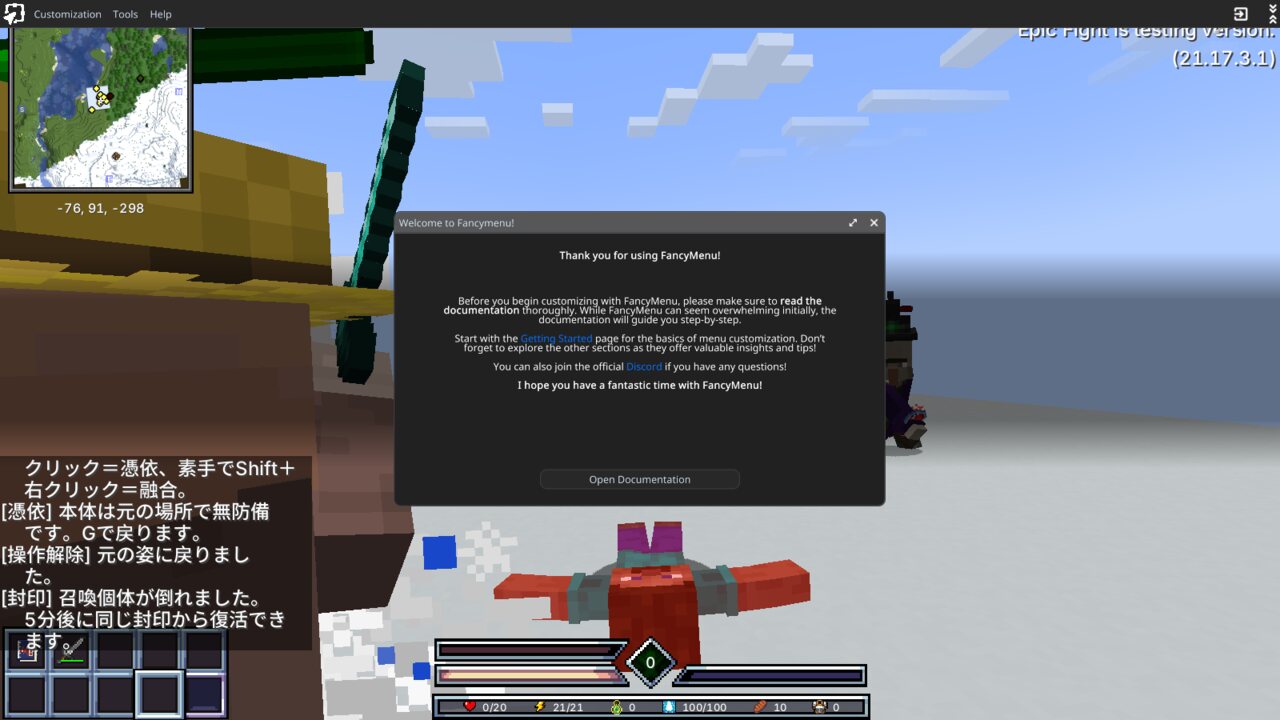 Customization Tools Help
Epic Fight is testing version.
(21.17.3.1)
-76, 91, -298
Welcome to Fancymenu!
Thank you for using FancyMenu!
Before you begin customizing with FancyMenu, please make sure to read the
documentation thoroughly. While FancyMenu can seem overwhelming initially, the
documentation will guide you step-by-step.
Start with the Getting Started page for the basics of menu customization. Don't
forget to explore the other sections as they offer valuable insights and tips!
You can also join the official Discord if you have any questions!
I hope you have a fantastic time with FancyMenu!
Open Documentation
クリック＝憑依、素手でShift＋
右クリック＝融合。
[憑依] 本体は元の場所で無防備
です。Gで戻ります。
[操作解除] 元の姿に戻りまし
た。
[封印] 召喚個体が倒れました。
5分後に同じ封印から復活でき
ます。
0
0/20 21/21 0 100/100 10 0